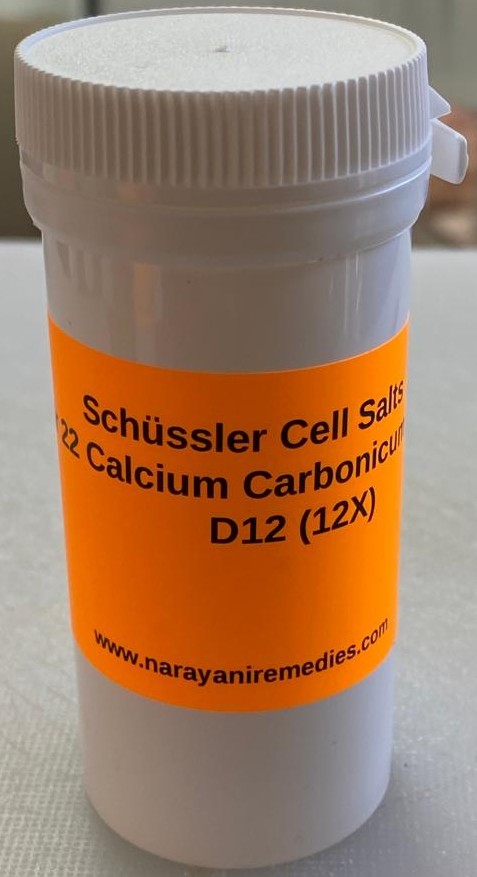 Schüssler Cell Salts
22 Calcium Carbonicum
D12 (12X)
www.narayaniremedies.com